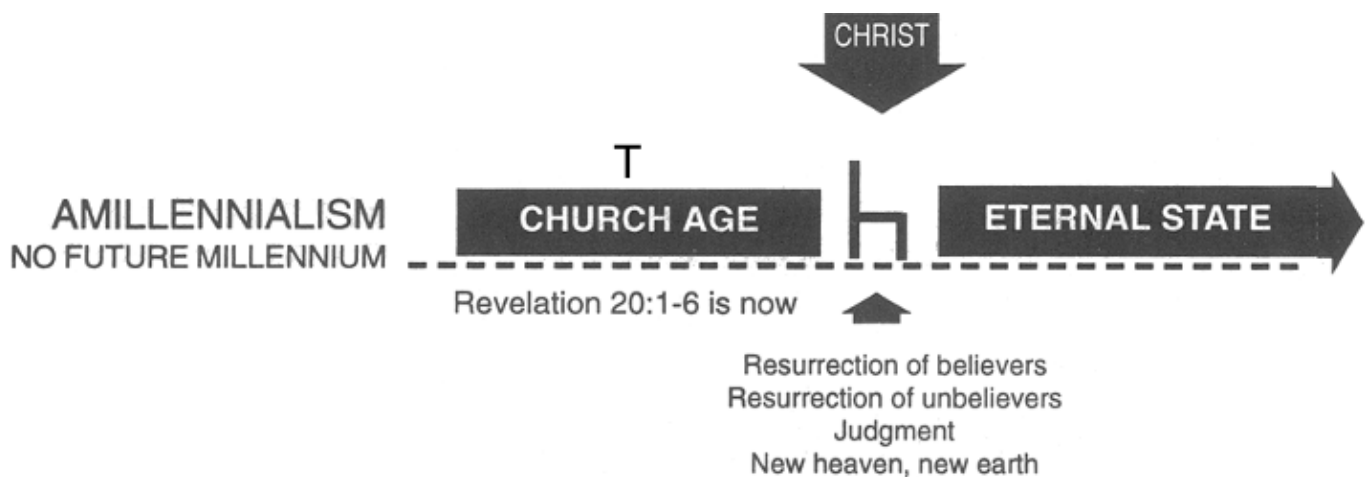 CHRIST
T
AMILLENNIALISM
NO FUTURE MILLENNIUM
CHURCH AGE
ETERNAL STATE
Revelation 20:1-6 is now
Resurrection of believers
Resurrection of unbelievers
Judgment
New heaven, new earth